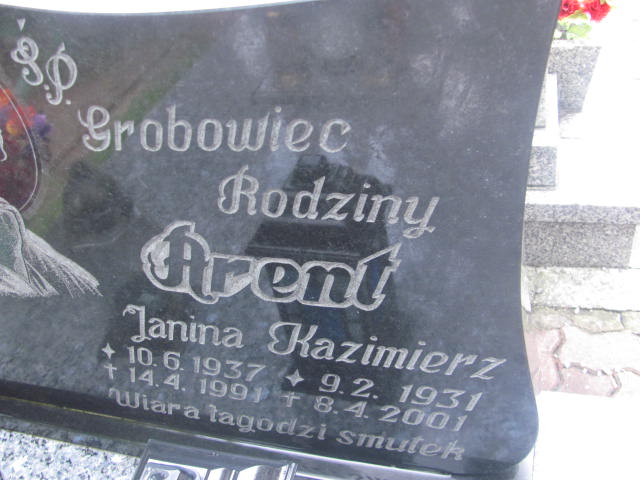 Ś.P.
Grobowiec
Rodziny
Arent
Janina Kazimierz
✦ 10.6.1937 ✦ 9.2.1931
† 14.4.1991 † 8.4.2001
Wiara łagodzi smutek